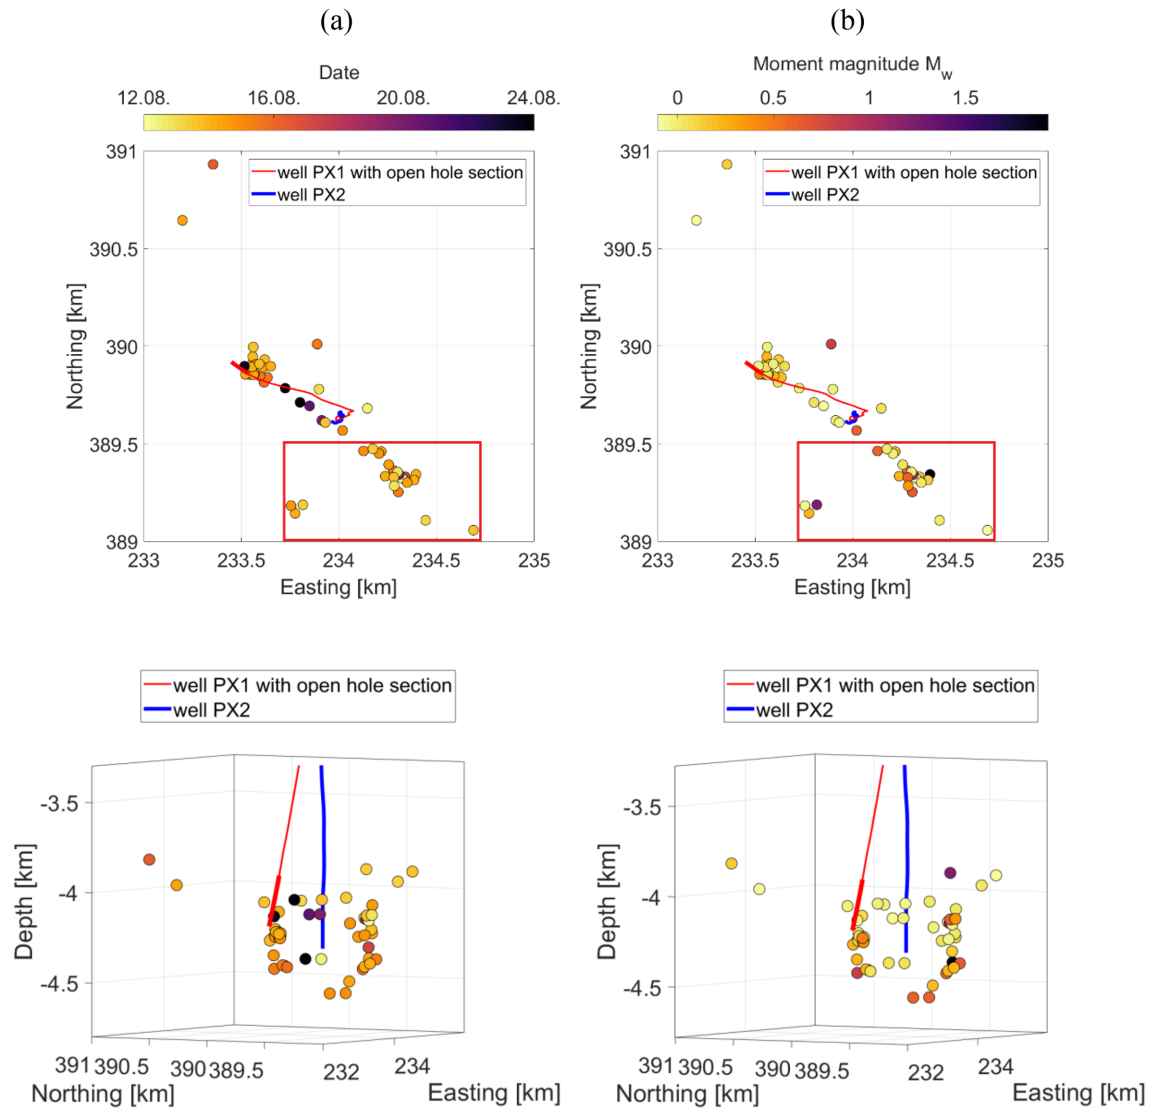 (a)
(b)
Date
Moment magnitude M_w
12.08. 16.08. 20.08. 24.08.
0 0.5 1 1.5
391
390.5
390
389.5
389
Northing [km]
well PX1 with open hole section
well PX2
233 233.5 234 234.5 235
Easting [km]
391
390.5
390
389.5
389
Northing [km]
well PX1 with open hole section
well PX2
233 233.5 234 234.5 235
Easting [km]
well PX1 with open hole section
well PX2
-3.5
-4
-4.5
Depth [km]
391 390.5 390 389.5 232 234
Northing [km] Easting [km]
well PX1 with open hole section
well PX2
-3.5
-4
-4.5
Depth [km]
391 390.5 390 389.5 232 234
Northing [km] Easting [km]